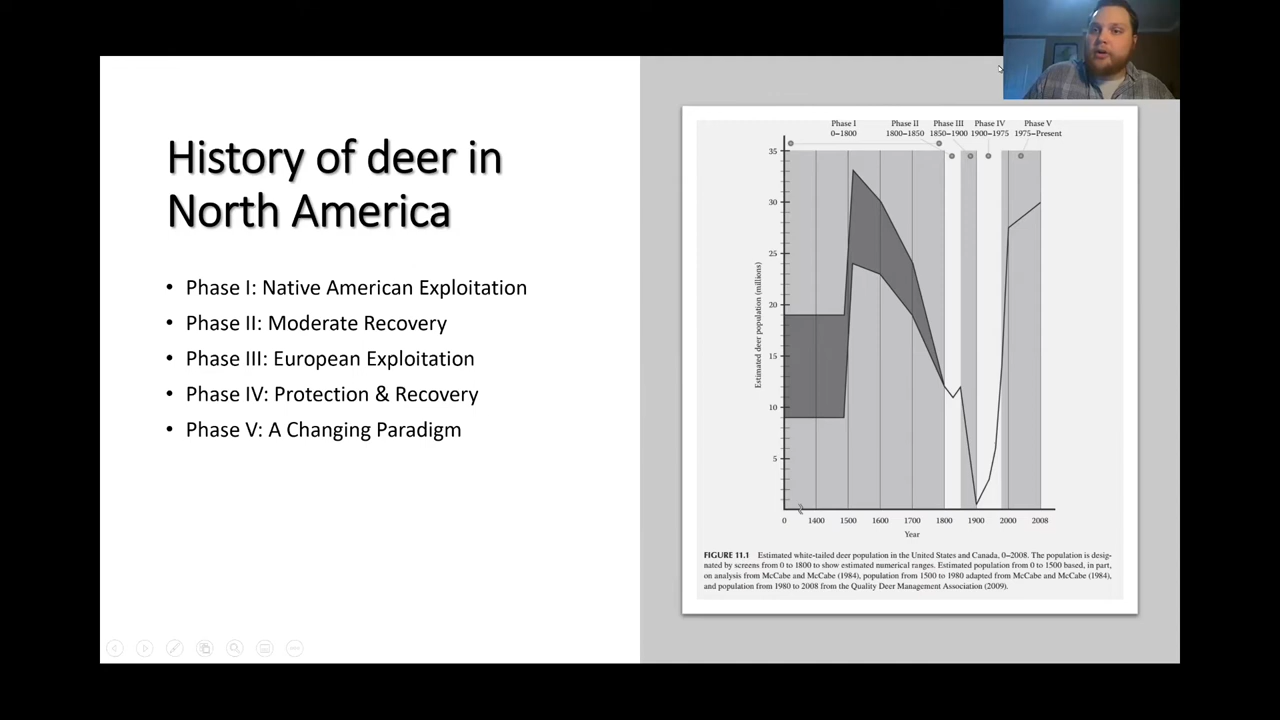 History of deer in
North America
• Phase I: Native American Exploitation
• Phase II: Moderate Recovery
• Phase III: European Exploitation
• Phase IV: Protection & Recovery
• Phase V: A Changing Paradigm
Phase I Phase II Phase III Phase IV Phase V
0–1800 1800–1850 1850–1900 1900–1975 1975–Present
35
30
25
20
15
10
5
Estimated deer population (millions)
0 1400 1500 1600 1700 1800 1900 2000 2008
Year
FIGURE 11.1 Estimated white-tailed deer population in the United States and Canada, 0–2008. The population is desig-
nated by screens from 0 to 1800 to show estimated numerical ranges. Estimated population from 0 to 1500 based, in part,
on analysis from McCabe and McCabe (1984), population from 1500 to 1980 adapted from McCabe and McCabe (1984),
and population from 1980 to 2008 from the Quality Deer Management Association (2009).